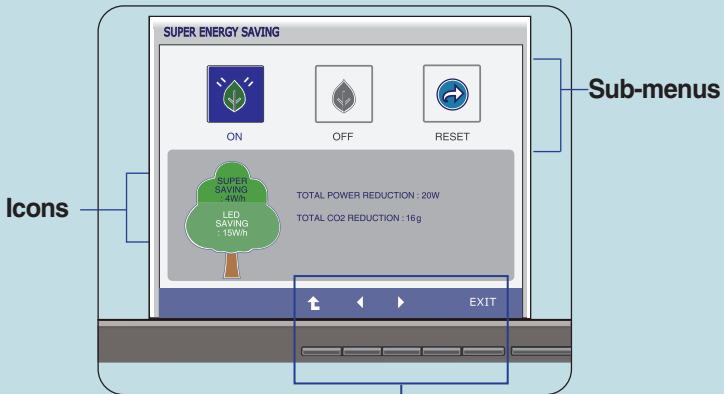 SUPER ENERGY SAVING
ON
OFF
RESET
Sub-menus
Icons
SUPER
SAVING
: 4W/h
LED
SAVING
: 15W/h
TOTAL POWER REDUCTION : 20W
TOTAL CO2 REDUCTION : 16g
EXIT